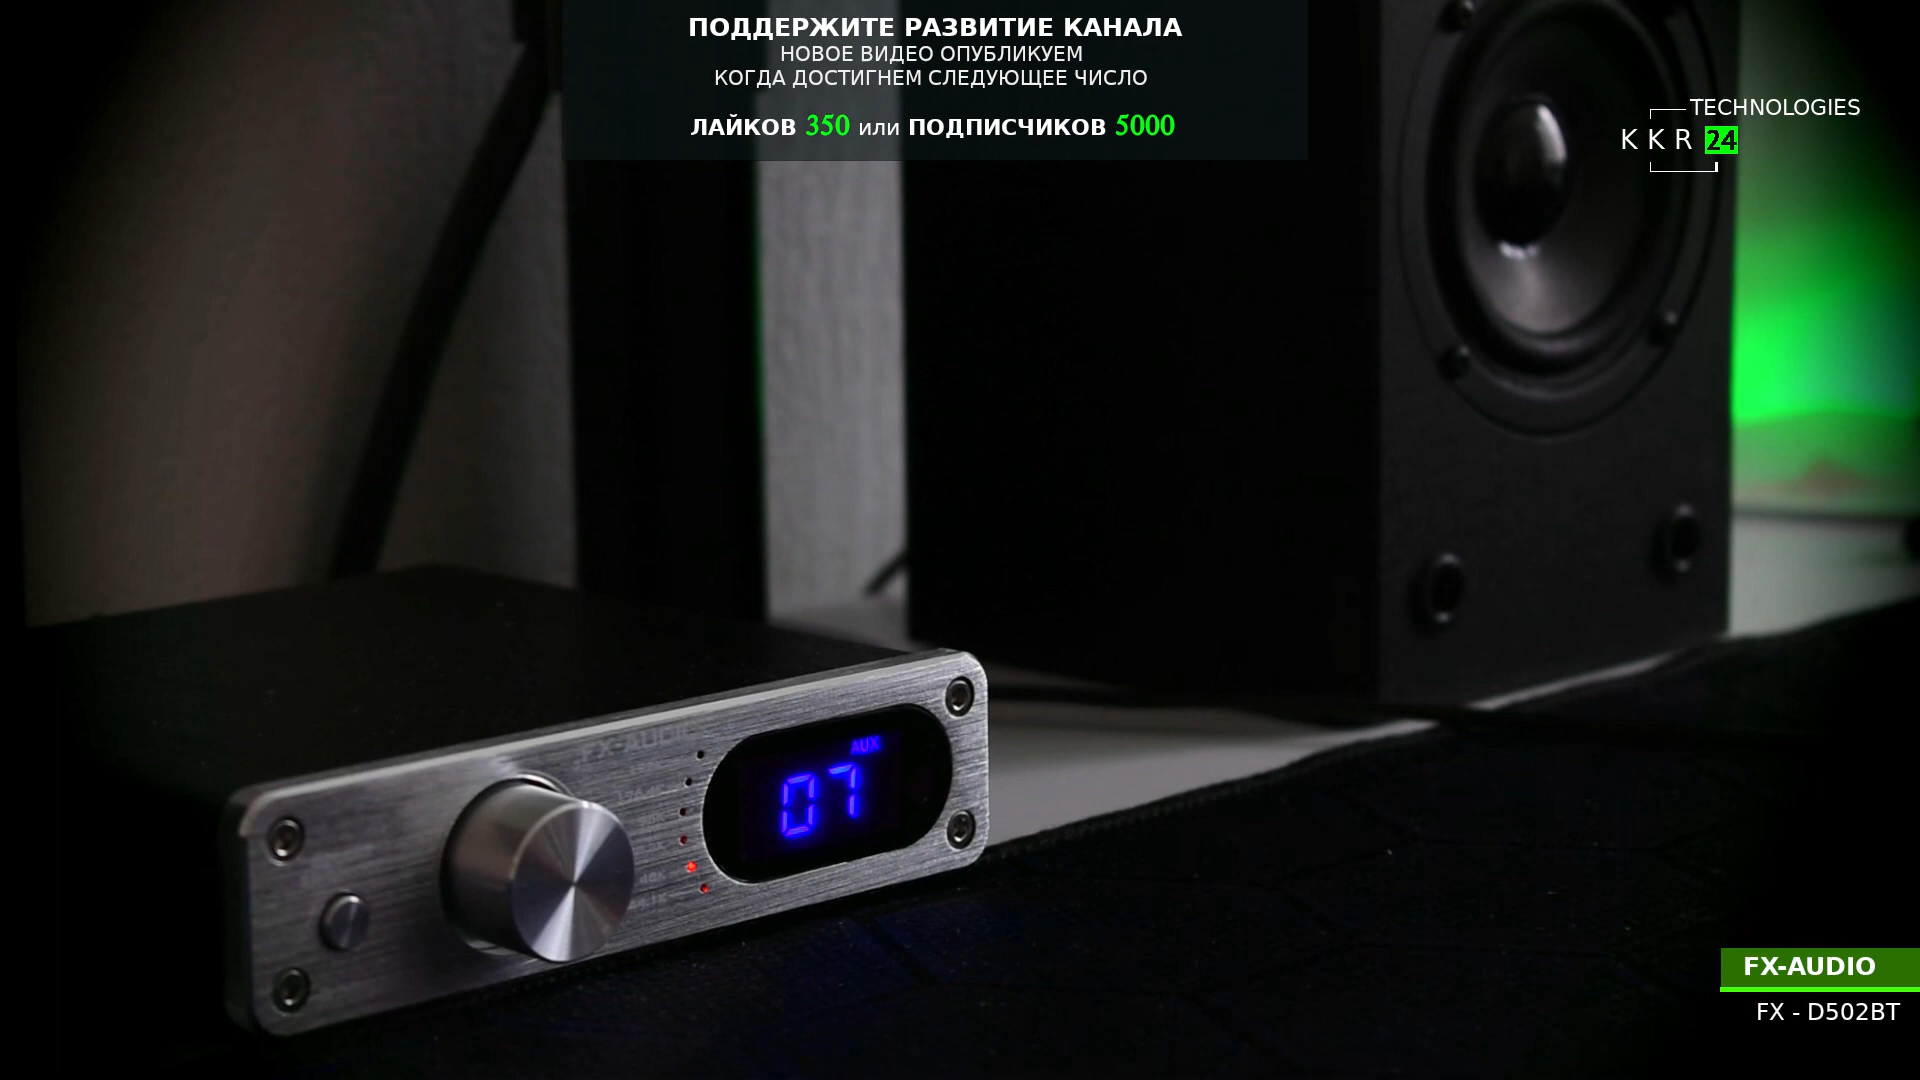 ПОДДЕРЖИТЕ РАЗВИТИЕ КАНАЛА
НОВОЕ ВИДЕО ОПУБЛИКУЕМ
КОГДА ДОСТИГНЕМ СЛЕДУЮЩЕЕ ЧИСЛО
ЛАЙКОВ 350 или ПОДПИСЧИКОВ 5000
TECHNOLOGIES
KKR 24
FX-AUDIO
AUX
07
48K
FX-AUDIO
FX - D502BT